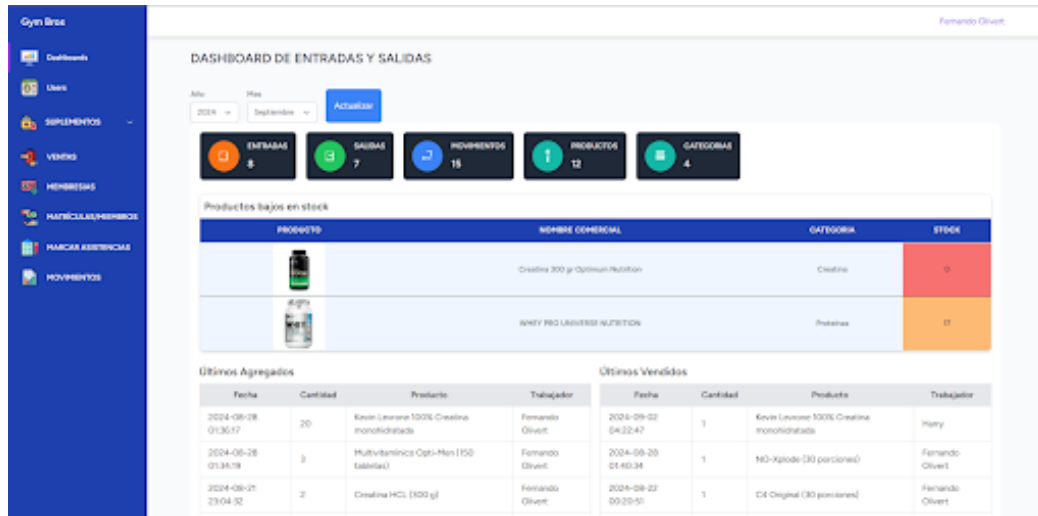 Gym Bros
Fernando Olivert
Dashboards
Users
SUPLEMENTOS
VENTAS
MEMBRESIAS
MATRÍCULAS/MIEMBROS
MARCAR ASISTENCIAS
MOVIMIENTOS
DASHBOARD DE ENTRADAS Y SALIDAS
Año Mes
2024 Septiembre Actualizar
ENTRADAS SALIDAS MOVIMIENTOS PRODUCTOS CATEGORIAS
8 7 15 12 4
Productos bajos en stock
PRODUCTO NOMBRE COMERCIAL CATEGORIA STOCK
Creatina 300 gr Optimum Nutrition Creatina 0
WHEY PRO UNIVERSE NUTRITION Proteinas 17
Últimos Agregados
Fecha Cantidad Producto Trabajador
2024-08-28 01:36:17 20 Kevin Levrone 100% Creatina monohidratada Fernando Olivert
2024-08-28 01:34:19 3 Multivitaminico Opti-Men (150 tabletas) Fernando Olivert
2024-08-21 23:04:32 2 Creatina HCL (500 g) Fernando Olivert
Últimos Vendidos
Fecha Cantidad Producto Trabajador
2024-09-02 04:22:47 1 Kevin Levrone 100% Creatina monohidratada Harry
2024-08-28 01:40:34 1 NO-Xplode (30 porciones) Fernando Olivert
2024-08-22 00:20:51 1 C4 Original (30 porciones) Fernando Olivert